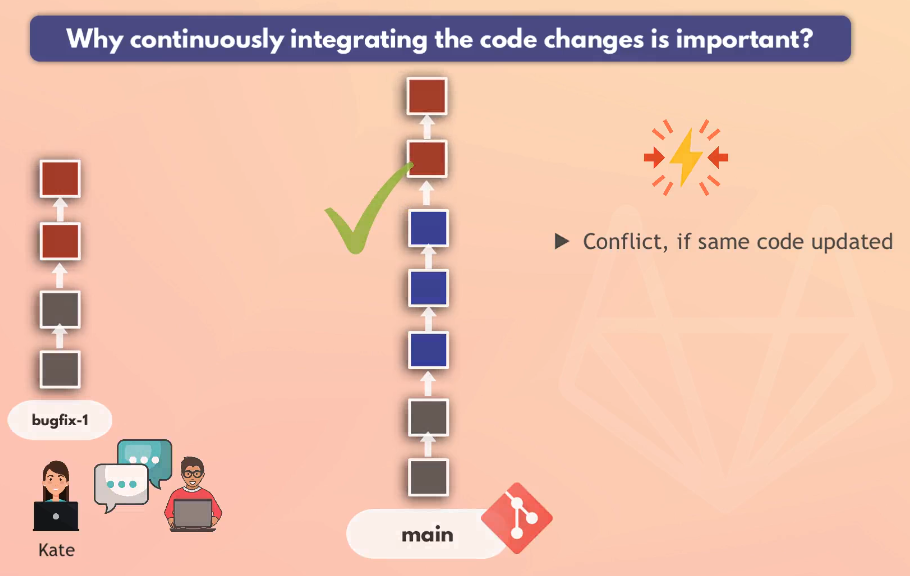 Why continuously integrating the code changes is important?
▶ Conflict, if same code updated
bugfix-1
Kate
main